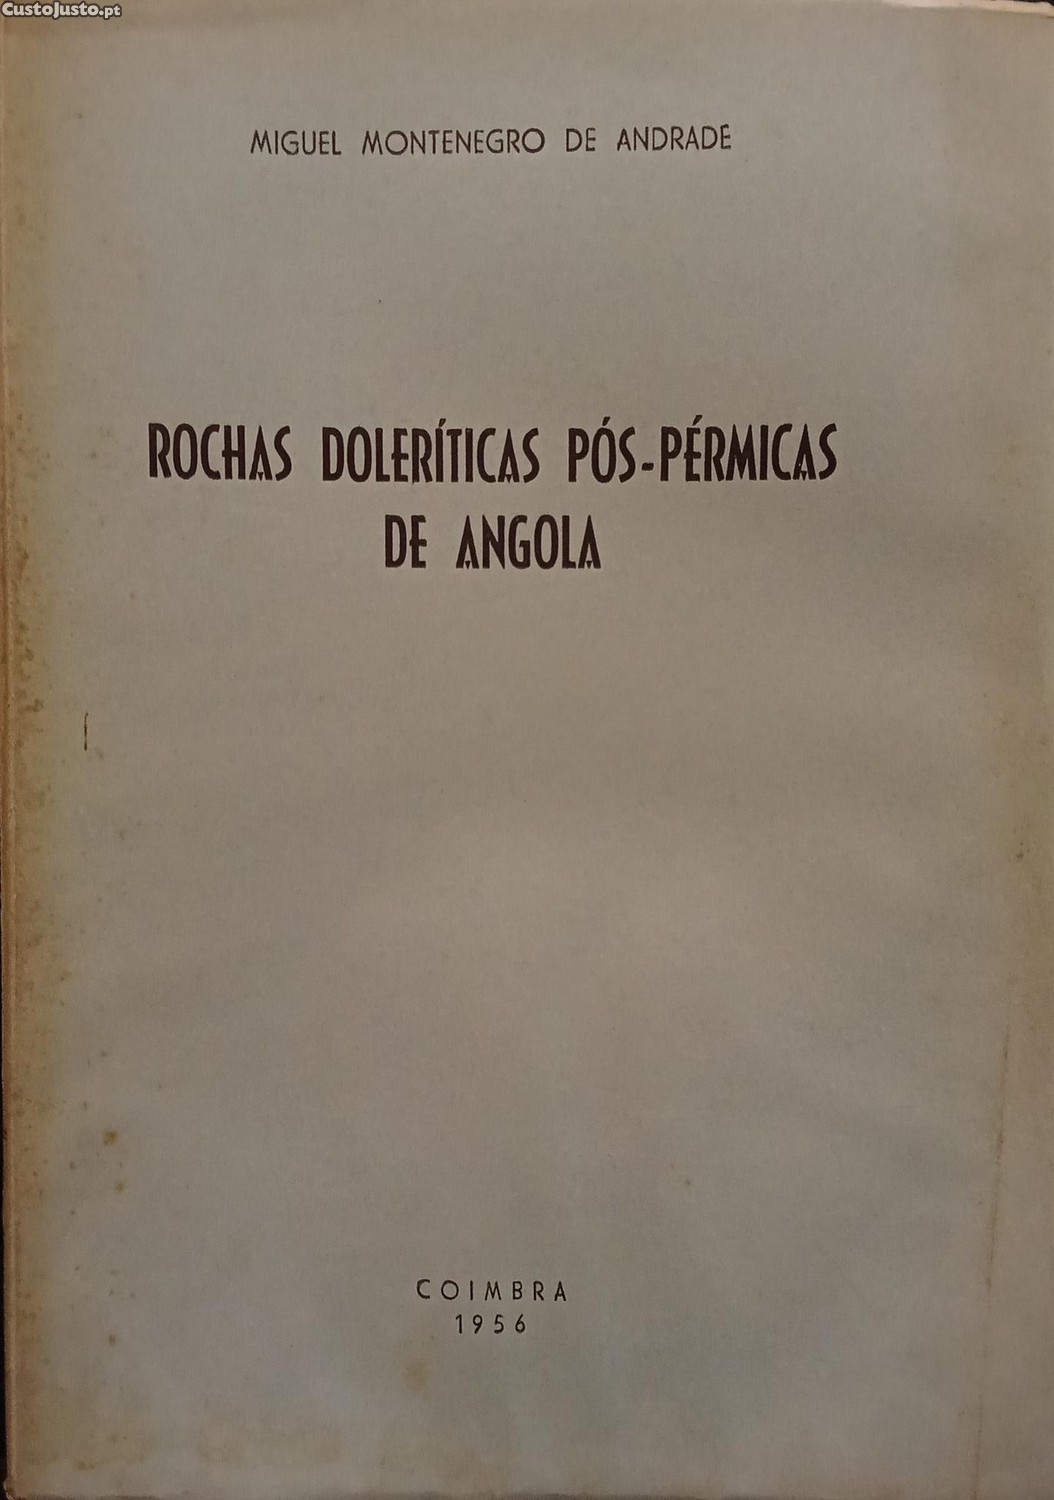 CustoJusto.pt
MIGUEL MONTENEGRO DE ANDRADE
ROCHAS DOLERÍTICAS PÓS-PÉRMICAS
DE ANGOLA
COIMBRA
1956